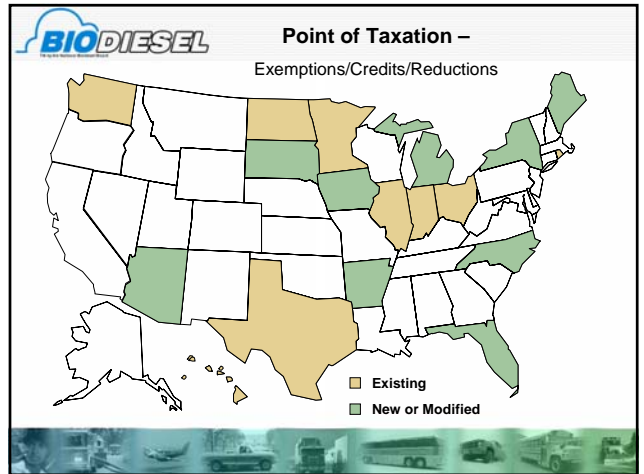 BIODIESEL
Point of Taxation –
Exemptions/Credits/Reductions
Existing
New or Modified